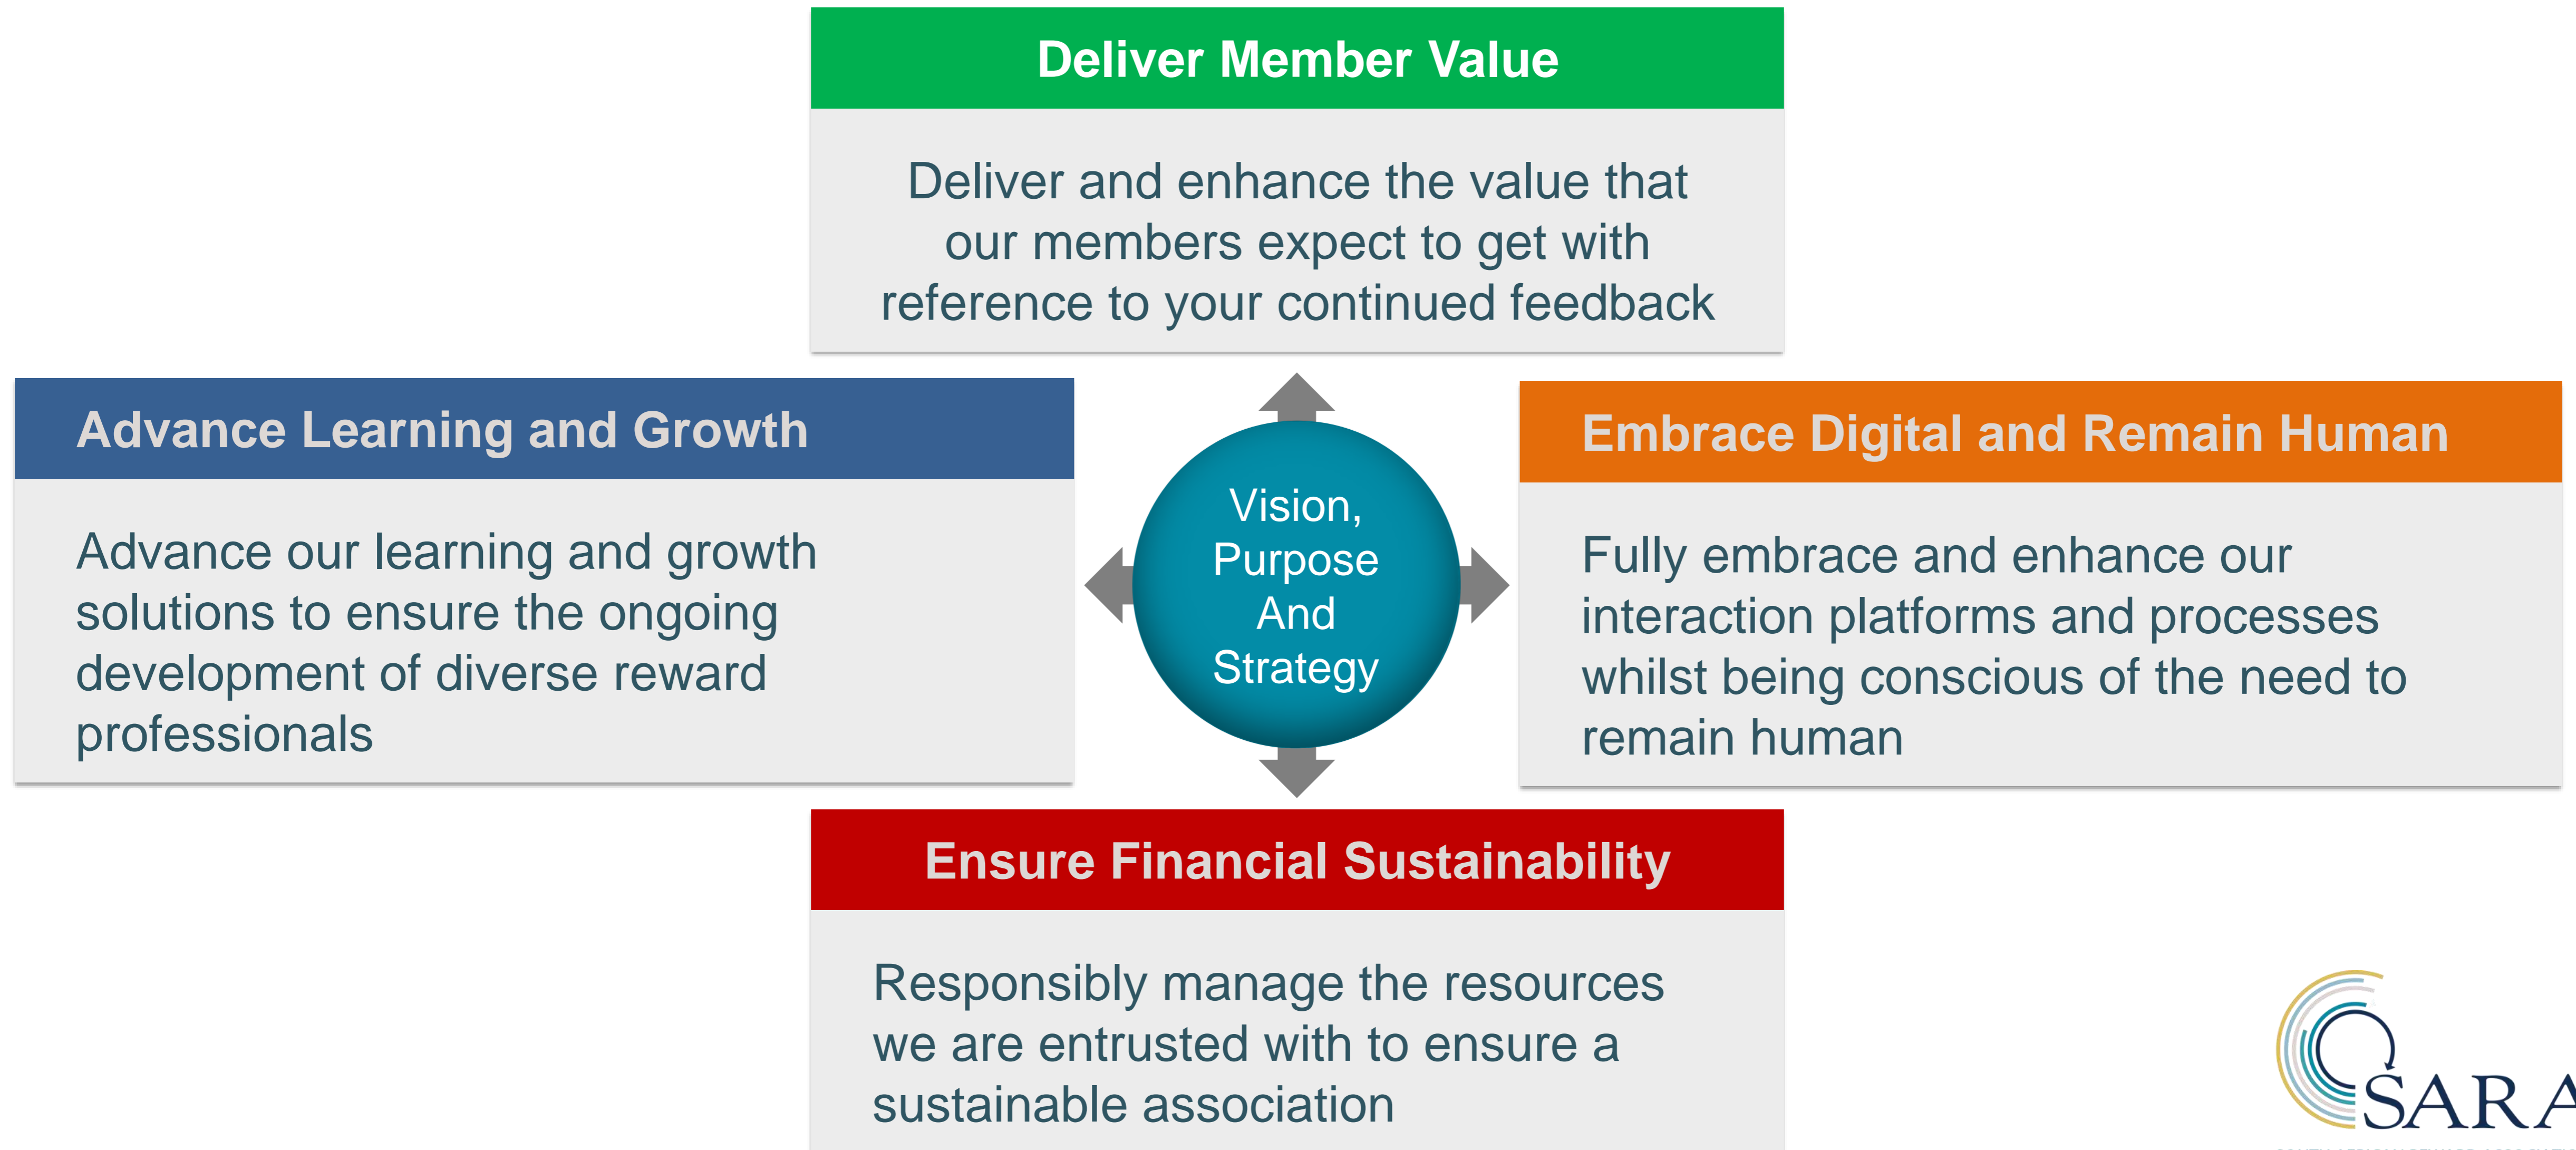 Deliver Member Value
Deliver and enhance the value that
our members expect to get with
reference to your continued feedback
Advance Learning and Growth
Advance our learning and growth
solutions to ensure the ongoing
development of diverse reward
professionals
Vision,
Purpose
And
Strategy
Embrace Digital and Remain Human
Fully embrace and enhance our
interaction platforms and processes
whilst being conscious of the need to
remain human
Ensure Financial Sustainability
Responsibly manage the resources
we are entrusted with to ensure a
sustainable association
SARA